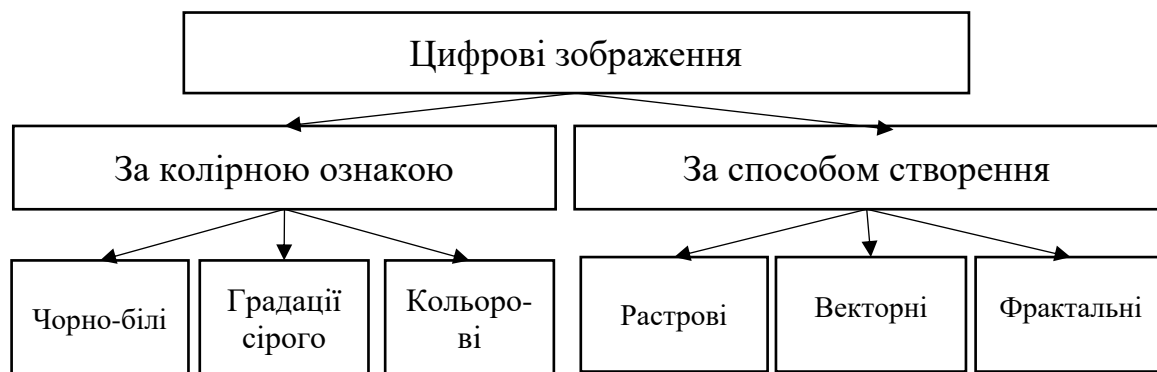 Цифрові зображення
За колірною ознакою
За способом створення
Чорно-білі
Градації
сірого
Кольоро-
ві
Растрові
Векторні
Фрактальні